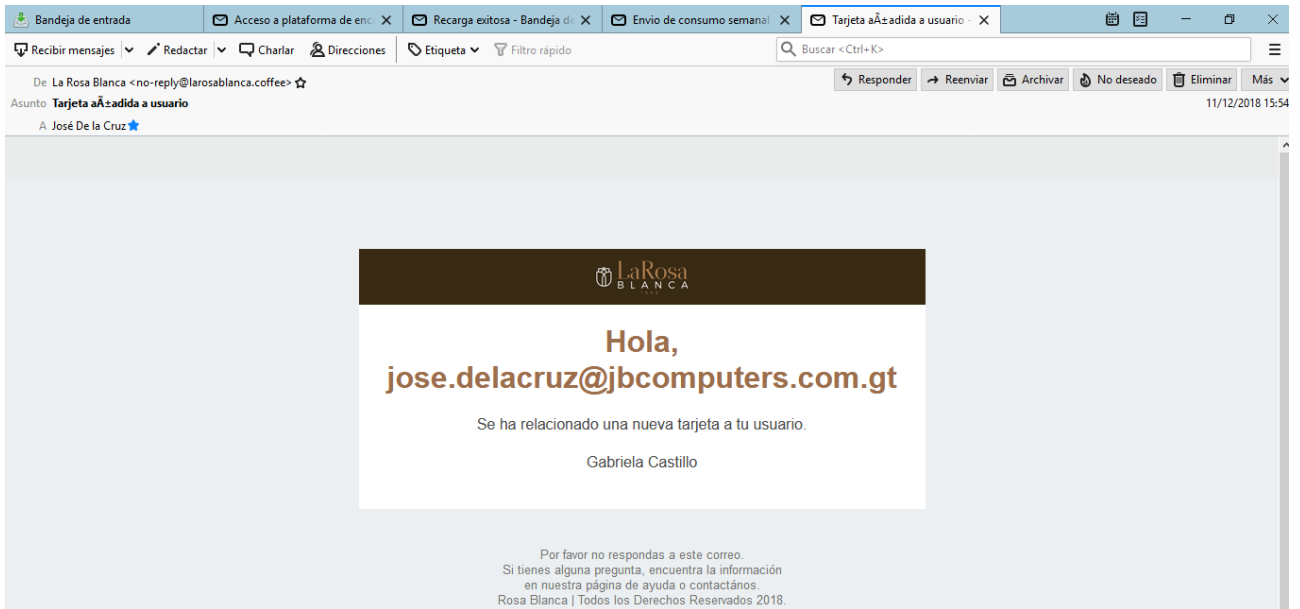 Bandeja de entrada
Acceso a plataforma de enc
Recarga exitosa - Bandeja de
Envio de consumo semanal
Tarjeta aÃ±adida a usuario -
Recibir mensajes
Redactar
Charlar
Direcciones
Etiqueta
Filtro rápido
Buscar <Ctrl+K>
De La Rosa Blanca <no-reply@larosablanca.coffee>
Responder
Reenviar
Archivar
No deseado
Eliminar
Más
Asunto Tarjeta aÃ±adida a usuario
11/12/2018 15:54
A José De la Cruz
LaRosa
BLANCA
Hola,
jose.delacruz@jbcomputers.com.gt
Se ha relacionado una nueva tarjeta a tu usuario.
Gabriela Castillo
Por favor no respondas a este correo.
Si tienes alguna pregunta, encuentra la información
en nuestra página de ayuda o contactános.
Rosa Blanca | Todos los Derechos Reservados 2018.